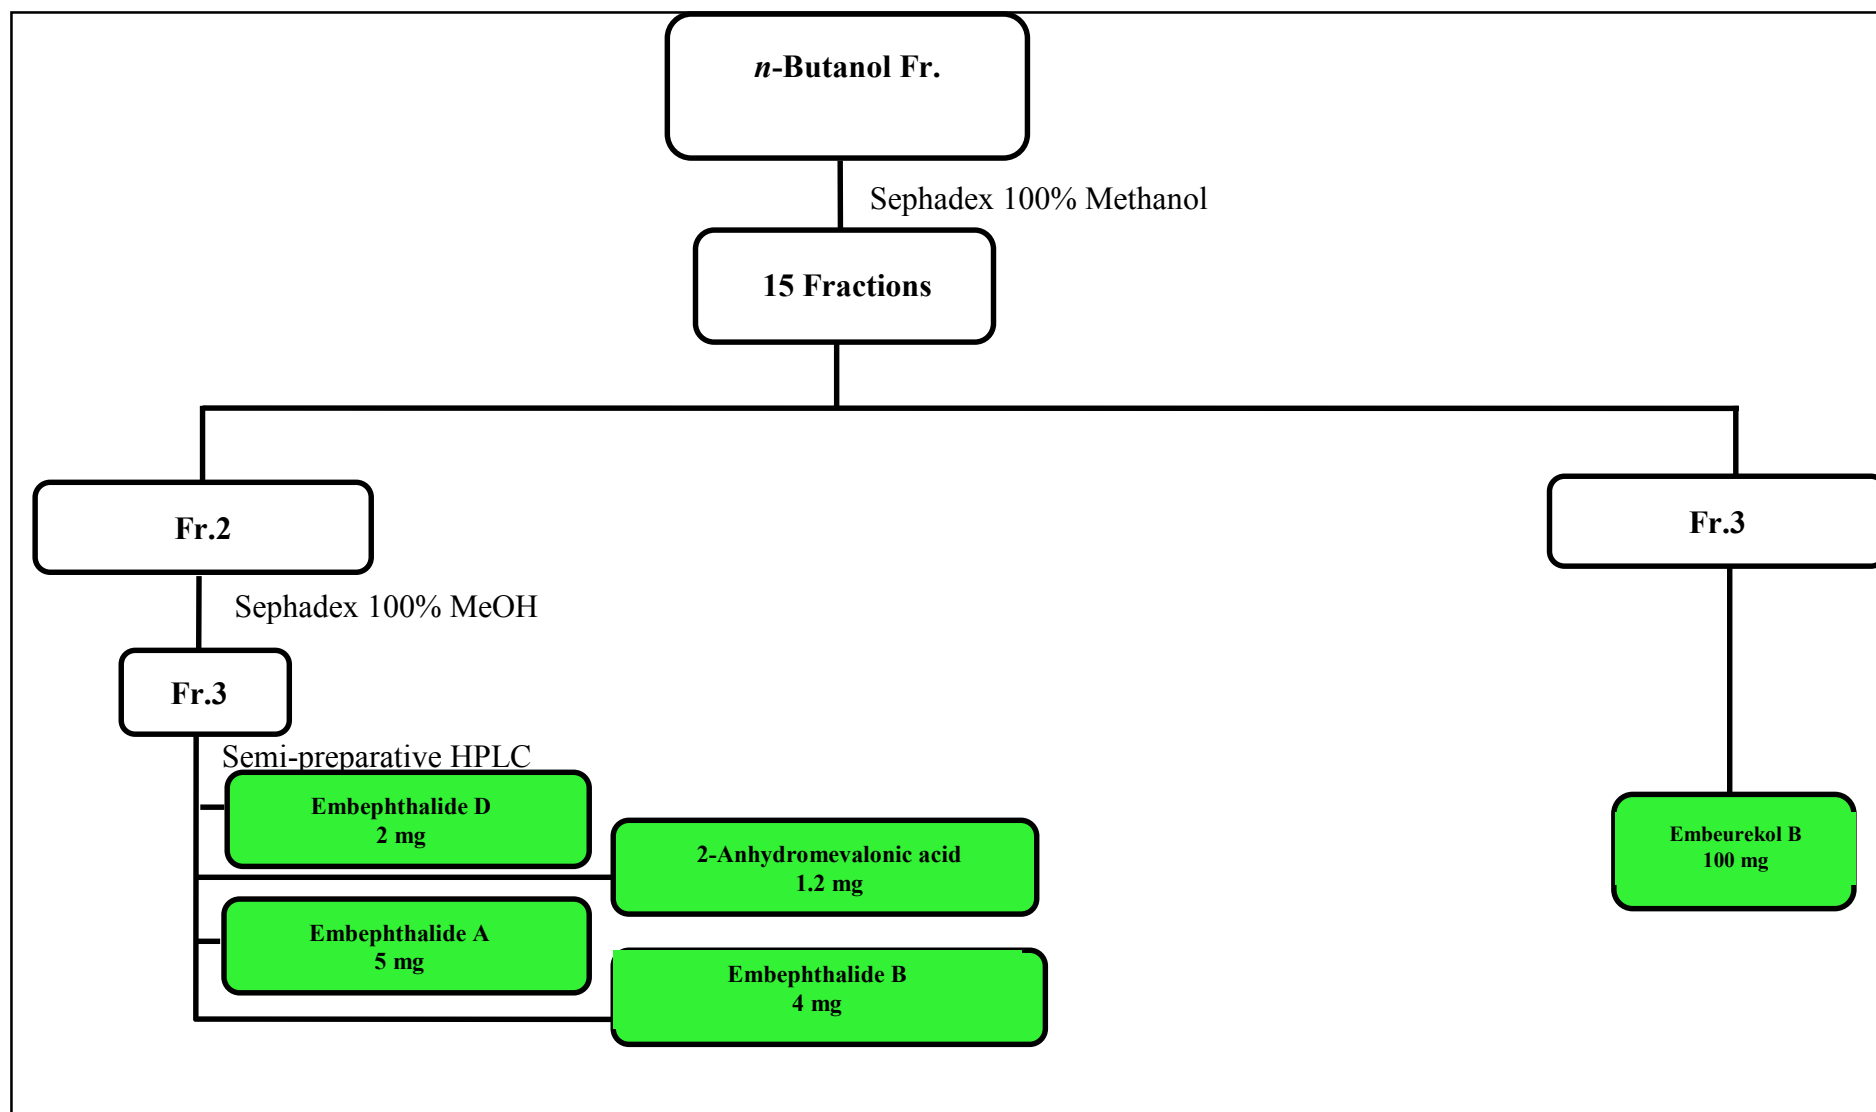 n-Butanol Fr.
Sephadex 100% Methanol
15 Fractions
Fr.2
Fr.3
Sephadex 100% MeOH
Fr.3
Semi-preparative HPLC
Embephthalide D
2 mg
2-Anhydromevalonic acid
1.2 mg
Embeurekol B
100 mg
Embephthalide A
5 mg
Embephthalide B
4 mg